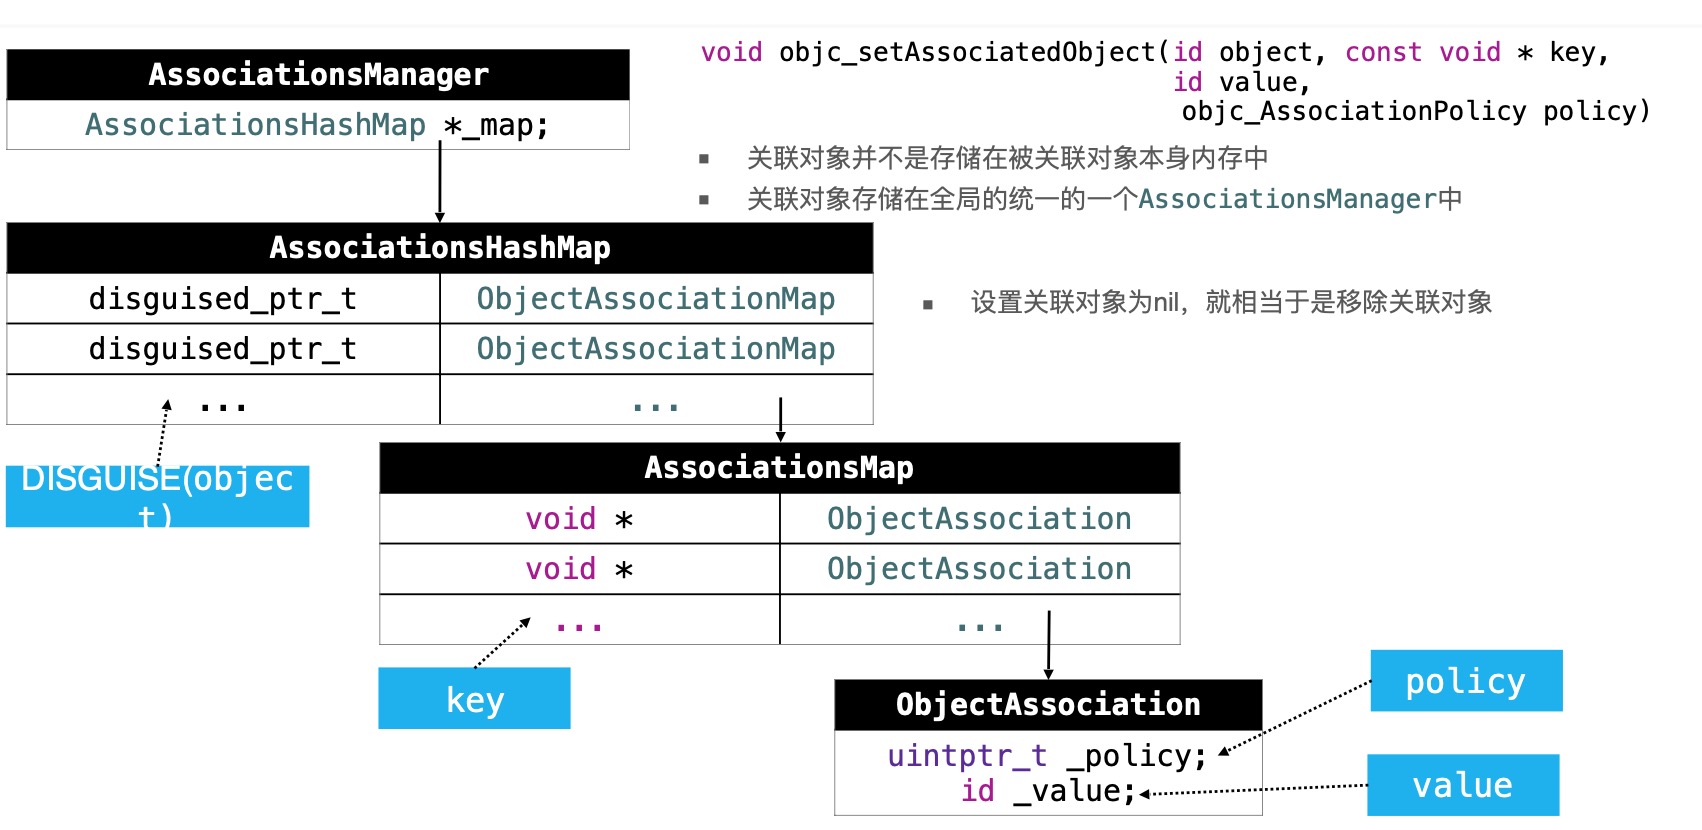 AssociationsManager
AssociationsHashMap *_map;
void objc_setAssociatedObject(id object, const void * key,
id value,
objc_AssociationPolicy policy)
▪ 关联对象并不是存储在被关联对象本身内存中
▪ 关联对象存储在全局的统一的一个AssociationsManager中
AssociationsHashMap
disguised_ptr_t ObjectAssociationMap
disguised_ptr_t ObjectAssociationMap
... ...
▪ 设置关联对象为nil，就相当于是移除关联对象
DISGUISE(objec
t)
AssociationsMap
void * ObjectAssociation
void * ObjectAssociation
... ...
key
ObjectAssociation
uintptr_t _policy;
id _value;
policy
value